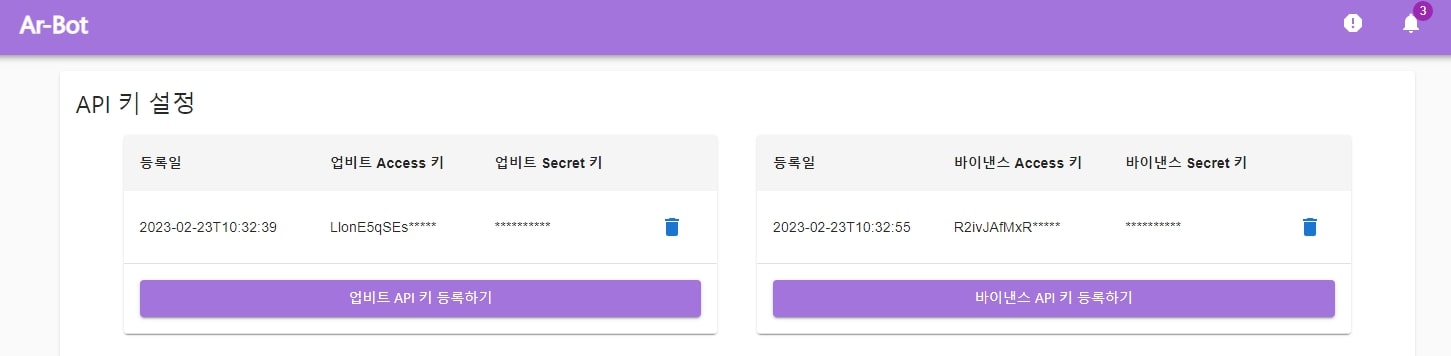 Ar-Bot
3
API 키 설정
등록일 업비트 Access 키 업비트 Secret 키
2023-02-23T10:32:39 LIonE5qSEs***** **********
업비트 API 키 등록하기
등록일 바이낸스 Access 키 바이낸스 Secret 키
2023-02-23T10:32:55 R2ivJAfMxR***** **********
바이낸스 API 키 등록하기